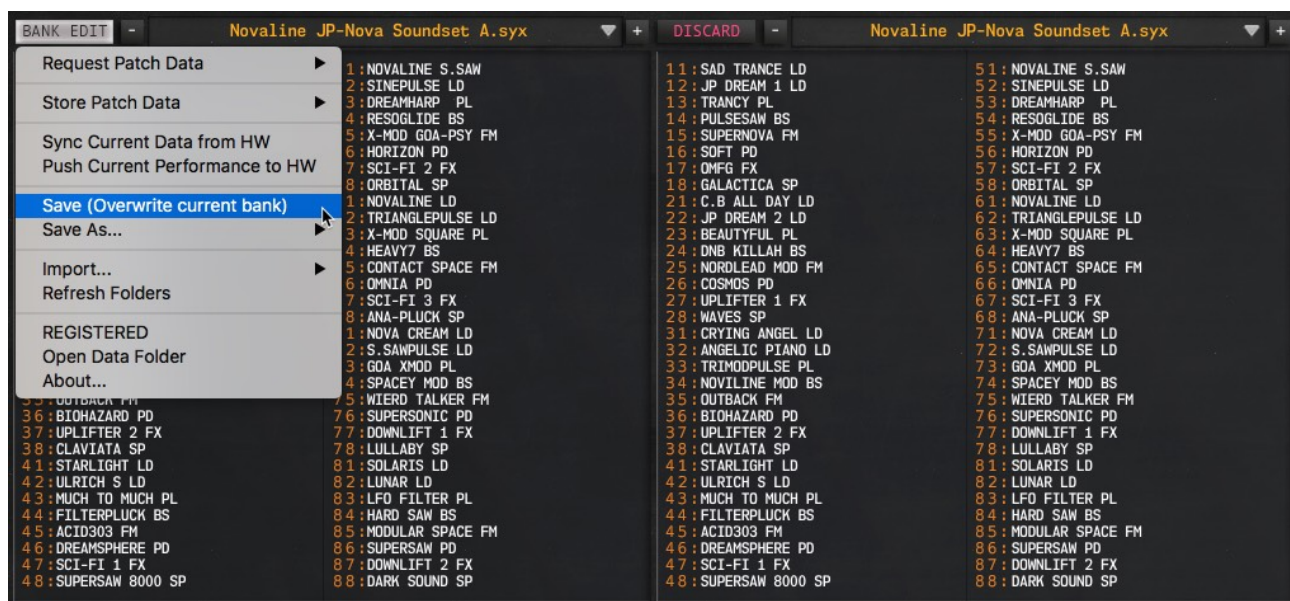 BANK EDIT - Novaline JP-Nova Soundset A.syx +
Request Patch Data
Store Patch Data
Sync Current Data from HW
Push Current Performance to HW
Save (Overwrite current bank)
Save As...
Import...
Refresh Folders
REGISTERED
Open Data Folder
About...
36:BIOHAZARD PD
37:UPLIFTER 2 FX
38:CLAVIATA SP
41:STARLIGHT LD
42:ULRICH S LD
43:MUCH TO MUCH PL
44:FILTERPLUCK BS
45:ACID303 FM
46:DREAMSPHERE PD
47:SCI-FI 1 FX
48:SUPERSAW 8000 SP
1:NOVALINE S.SAW
2:SINEPULSE LD
3:DREAMHARP PL
4:RESOGLIDE BS
5:X-MOD GOA-PSY FM
6:HORIZON PD
7:SCI-FI 2 FX
8:ORBITAL SP
1:NOVALINE LD
2:TRIANGLEPULSE LD
3:X-MOD SQUARE PL
4:HEAVY7 BS
5:CONTACT SPACE FM
6:OMNIA PD
7:SCI-FI 3 FX
8:ANA-PLUCK SP
1:NOVA CREAM LD
2:S.SAWPULSE LD
3:GOA XMOD PL
4:SPACEY MOD BS
75:WIERD TALKER FM
76:SUPERSONIC PD
77:DOWNLIFT 1 FX
78:LULLABY SP
81:SOLARIS LD
82:LUNAR LD
83:LFO FILTER PL
84:HARD SAW BS
85:MODULAR SPACE FM
86:SUPERSAW PD
87:DOWNLIFT 2 FX
88:DARK SOUND SP
DISCARD - Novaline JP-Nova Soundset A.syx +
11:SAD TRANCE LD
12:JP DREAM 1 LD
13:TRANCY PL
14:PULSESAW BS
15:SUPERNOVA FM
16:SOFT PD
17:OMFG FX
18:GALACTICA SP
21:C.B ALL DAY LD
22:JP DREAM 2 LD
23:BEAUTYFUL PL
24:DNB KILLAH BS
25:NORDLEAD MOD FM
26:COSMOS PD
27:UPLIFTER 1 FX
28:WAVES SP
31:CRYING ANGEL LD
32:ANGELIC PIANO LD
33:TRIMODPULSE PL
34:NOVILINE MOD BS
35:OUTBACK FM
36:BIOHAZARD PD
37:UPLIFTER 2 FX
38:CLAVIATA SP
41:STARLIGHT LD
42:ULRICH S LD
43:MUCH TO MUCH PL
44:FILTERPLUCK BS
45:ACID303 FM
46:DREAMSPHERE PD
47:SCI-FI 1 FX
48:SUPERSAW 8000 SP
51:NOVALINE S.SAW
52:SINEPULSE LD
53:DREAMHARP PL
54:RESOGLIDE BS
55:X-MOD GOA-PSY FM
56:HORIZON PD
57:SCI-FI 2 FX
58:ORBITAL SP
61:NOVALINE LD
62:TRIANGLEPULSE LD
63:X-MOD SQUARE PL
64:HEAVY7 BS
65:CONTACT SPACE FM
66:OMNIA PD
67:SCI-FI 3 FX
68:ANA-PLUCK SP
71:NOVA CREAM LD
72:S.SAWPULSE LD
73:GOA XMOD PL
74:SPACEY MOD BS
75:WIERD TALKER FM
76:SUPERSONIC PD
77:DOWNLIFT 1 FX
78:LULLABY SP
81:SOLARIS LD
82:LUNAR LD
83:LFO FILTER PL
84:HARD SAW BS
85:MODULAR SPACE FM
86:SUPERSAW PD
87:DOWNLIFT 2 FX
88:DARK SOUND SP